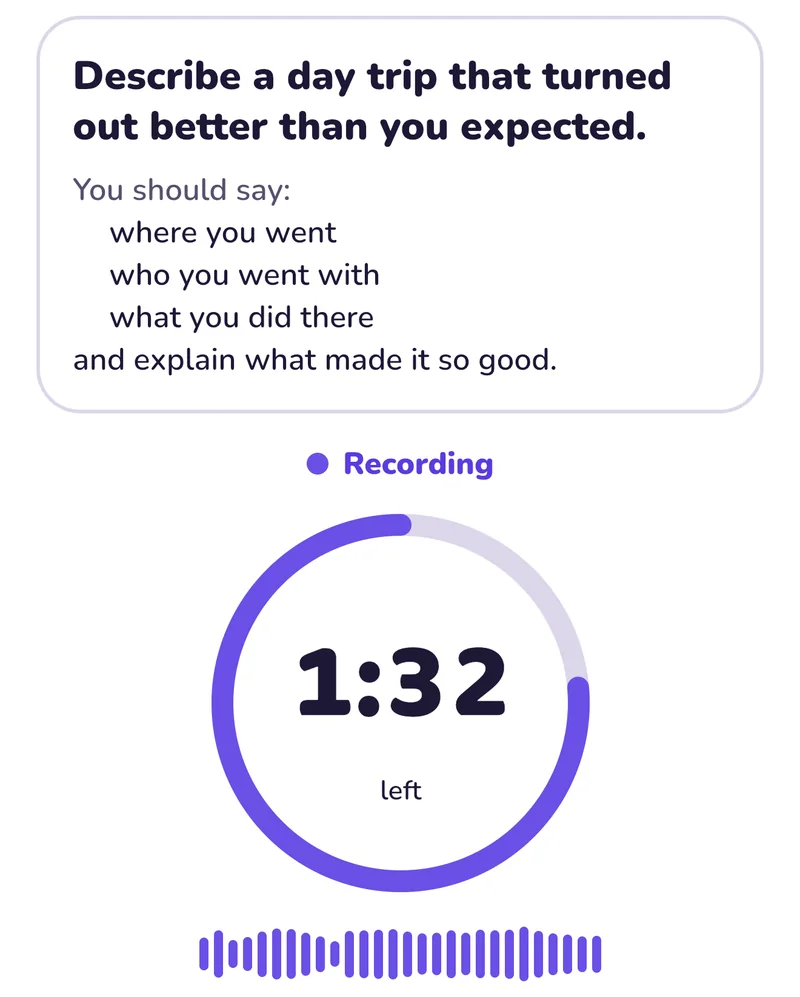 Describe a day trip that turned
out better than you expected.
You should say:
where you went
who you went with
what you did there
and explain what made it so good.
Recording
1:32
left